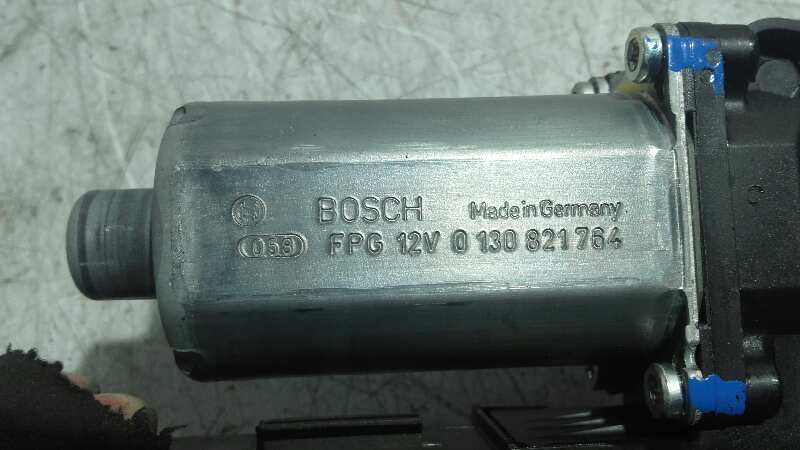 BOSCH Made in Germany
058 FPG 12V 0 130 821 764